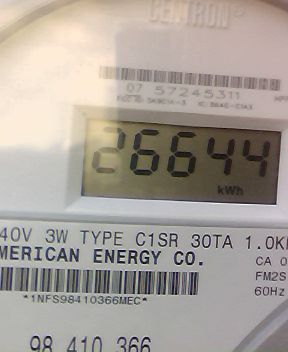 CENTRON®
07 57245311
26644
kWh
40V 3W TYPE C1SR 30TA 1.0K
MERICAN ENERGY CO.
CA 0
FM2S
60Hz
*1NFS98410366MEC*
98 410 366